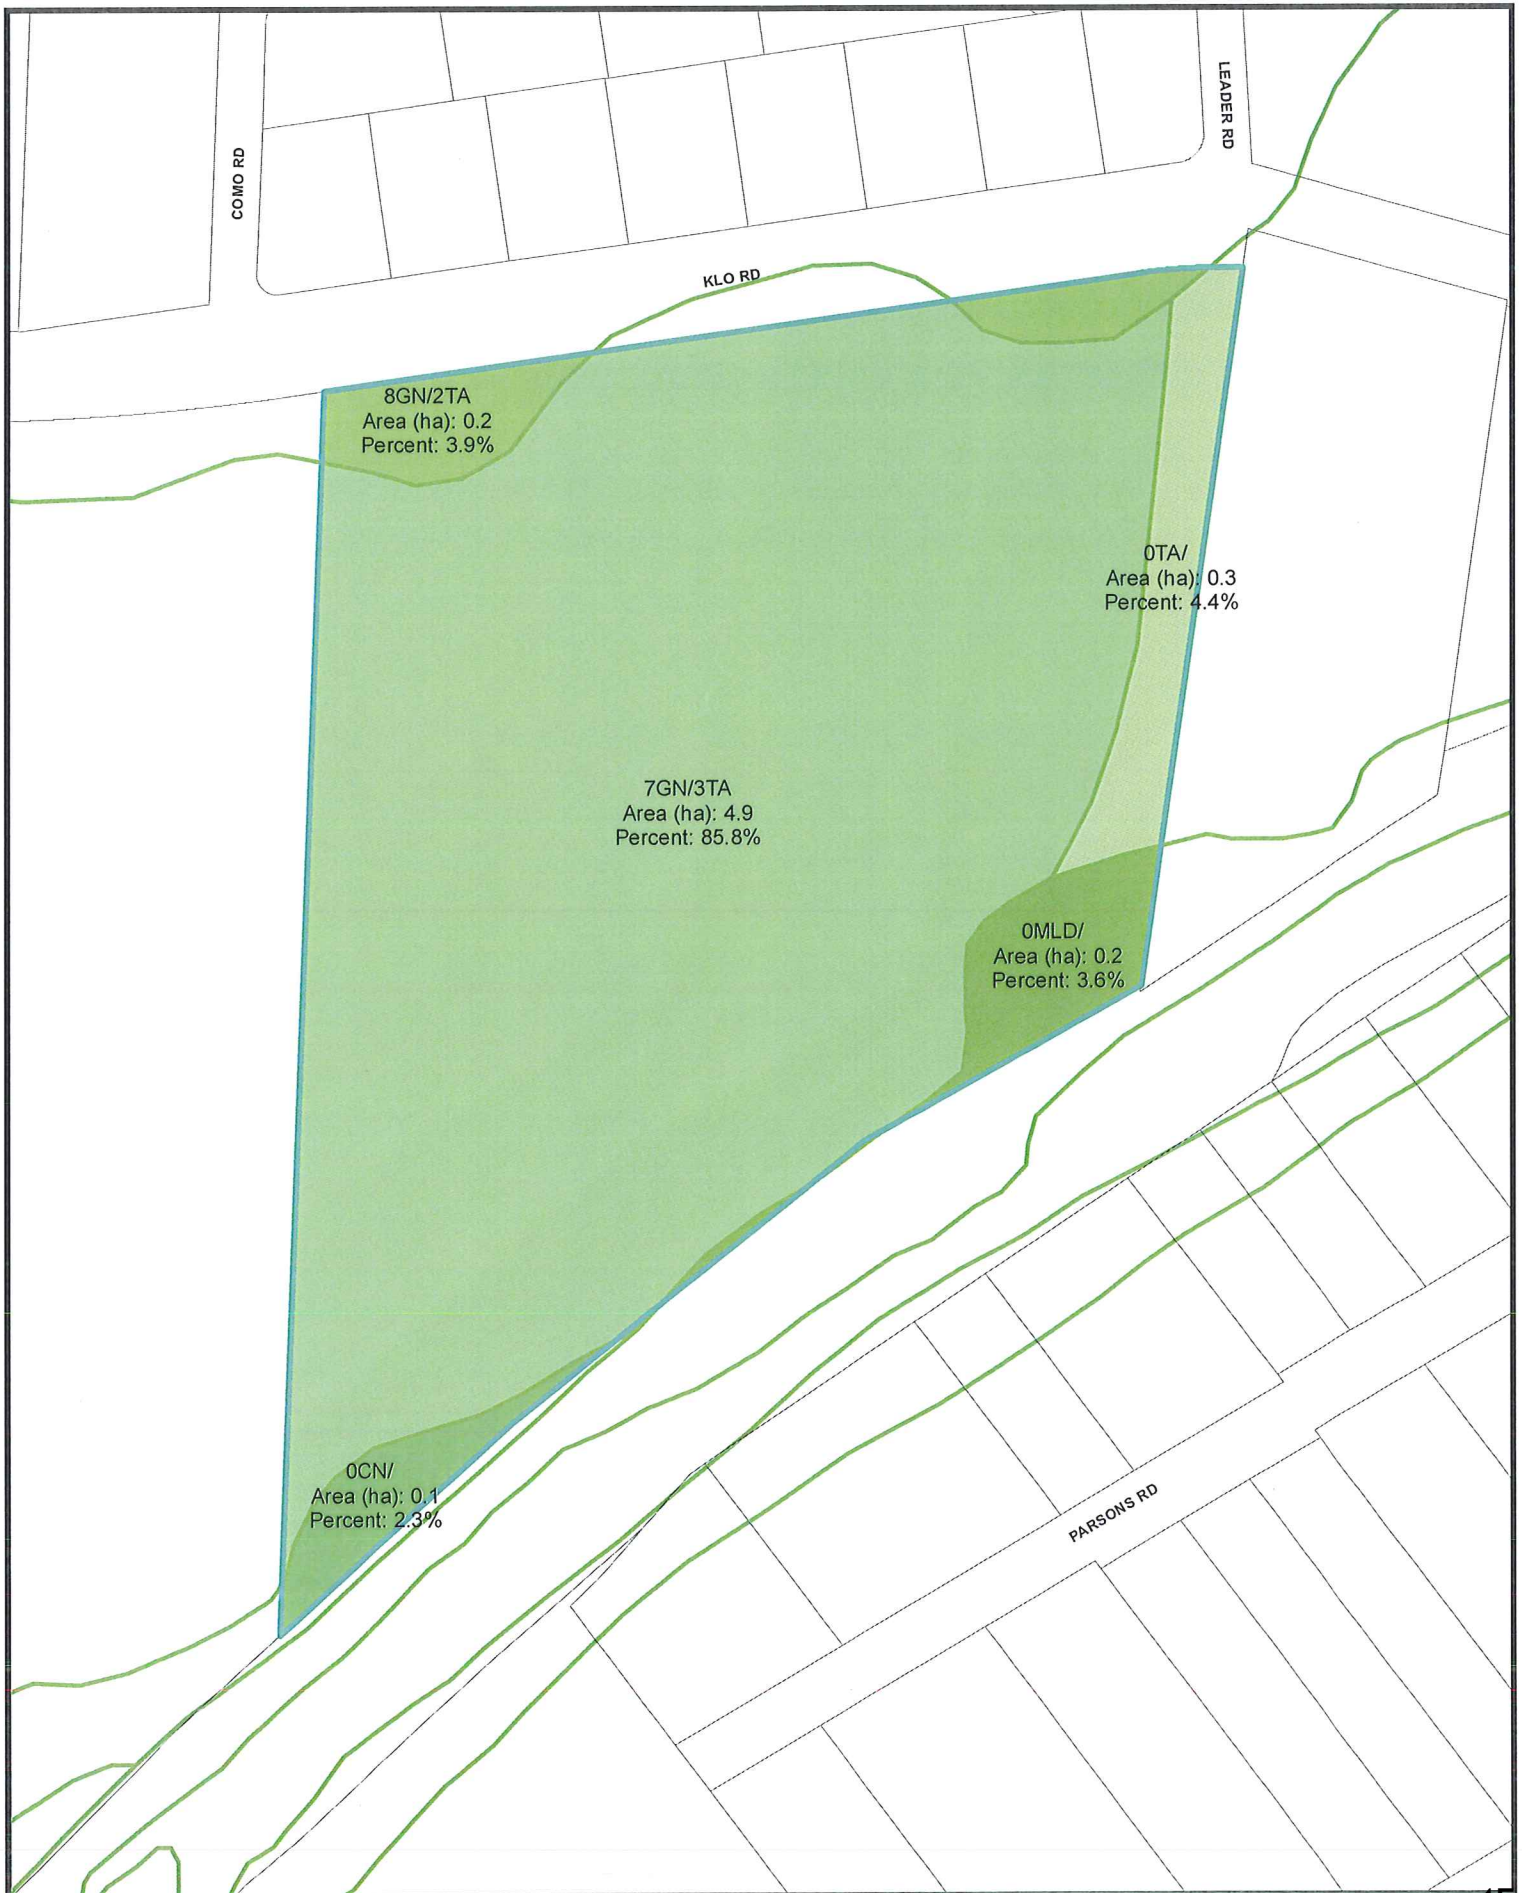 LEADER RD
COMO RD
KLO RD
8GN/2TA
Area (ha): 0.2
Percent: 3.9%
0TA/
Area (ha): 0.3
Percent: 4.4%
7GN/3TA
Area (ha): 4.9
Percent: 85.8%
0MLD/
Area (ha): 0.2
Percent: 3.6%
0CN/
Area (ha): 0.1
Percent: 2.3%
PARSONS RD